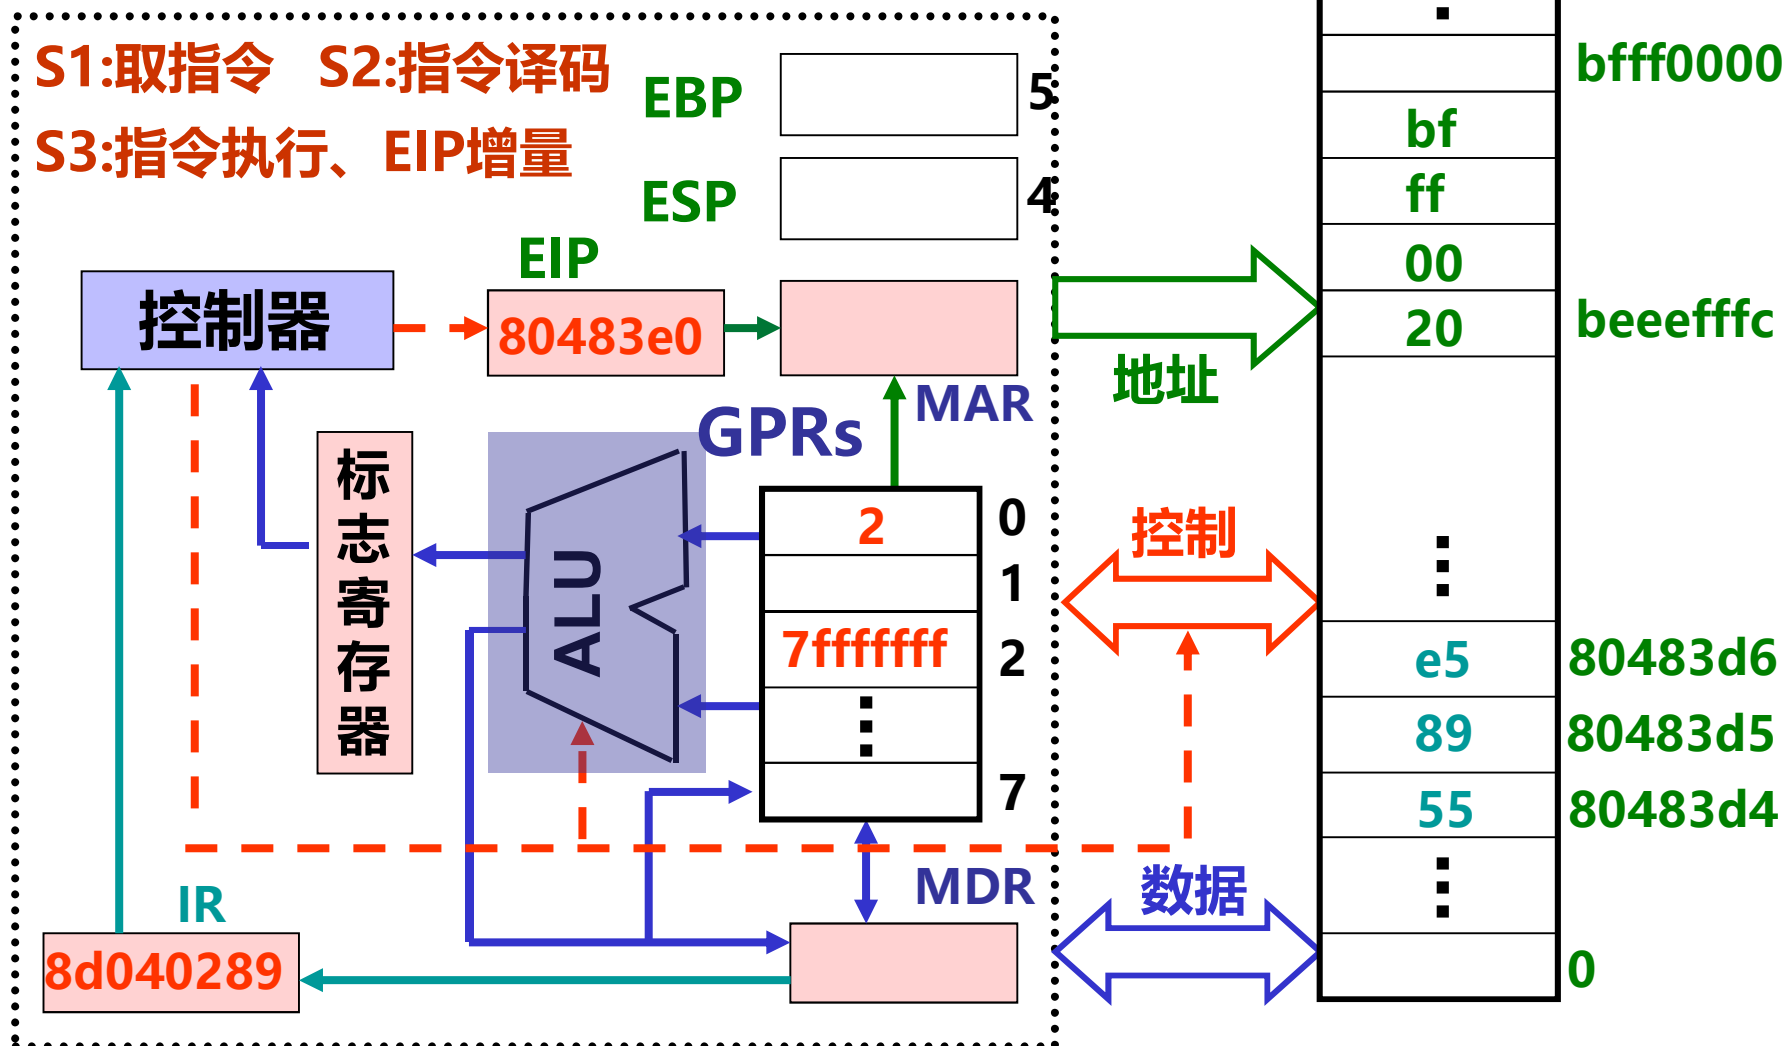 S1:取指令 S2:指令译码
S3:指令执行、EIP增量
EBP
5
ESP
4
EIP
控制器
80483e0
MAR
GPRs
标志寄存器
ALU
2
0
1
7fffffff
2
7
MDR
IR
8d040289
地址
控制
数据
bfff0000
bf
ff
00
20
beeefffc
e5
80483d6
89
80483d5
55
80483d4
0